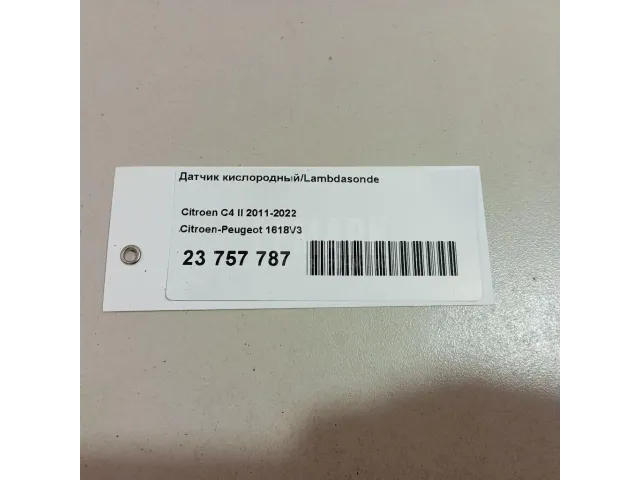 Датчик кислородный/Lambdasonde
Citroen C4 II 2011-2022
Citroen-Peugeot 1618V3
23 757 787